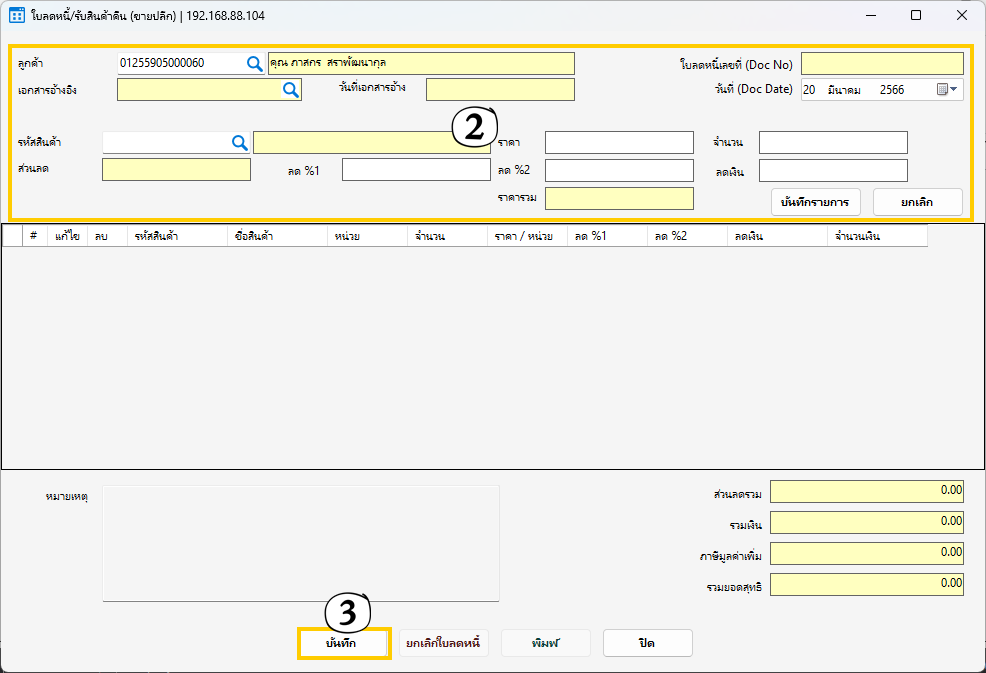 ใบลดหนี้/รับสินค้าคืน (ขายปลีก) | 192.168.88.104
ลูกค้า 01255905000060 คุณ ภาสกร สราพัฒนากุล ใบลดหนี้เลขที่ (Doc No)
เอกสารอ้างอิง วันที่เอกสารอ้าง วันที่ (Doc Date) 20 มีนาคม 2566
2
รหัสสินค้า ราคา จำนวน
ส่วนลด ลด %1 ลด %2 ลดเงิน
ราคารวม บันทึกรายการ ยกเลิก
# แก้ไข ลบ รหัสสินค้า ชื่อสินค้า หน่วย จำนวน ราคา / หน่วย ลด %1 ลด %2 ลดเงิน จำนวนเงิน
หมายเหตุ ส่วนลดรวม 0.00
รวมเงิน 0.00
ภาษีมูลค่าเพิ่ม 0.00
รวมยอดสุทธิ 0.00
3
บันทึก ยกเลิกใบลดหนี้ พิมพ์ ปิด